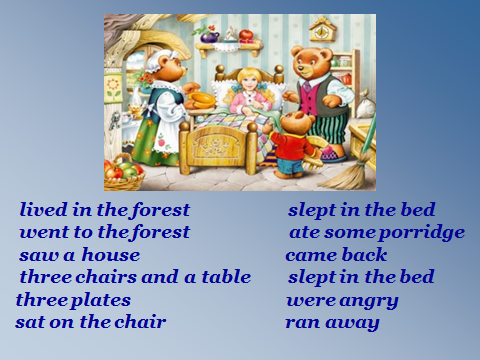 lived in the forest
went to the forest
saw a house
three chairs and a table
three plates
sat on the chair
slept in the bed
ate some porridge
came back
slept in the bed
were angry
ran away